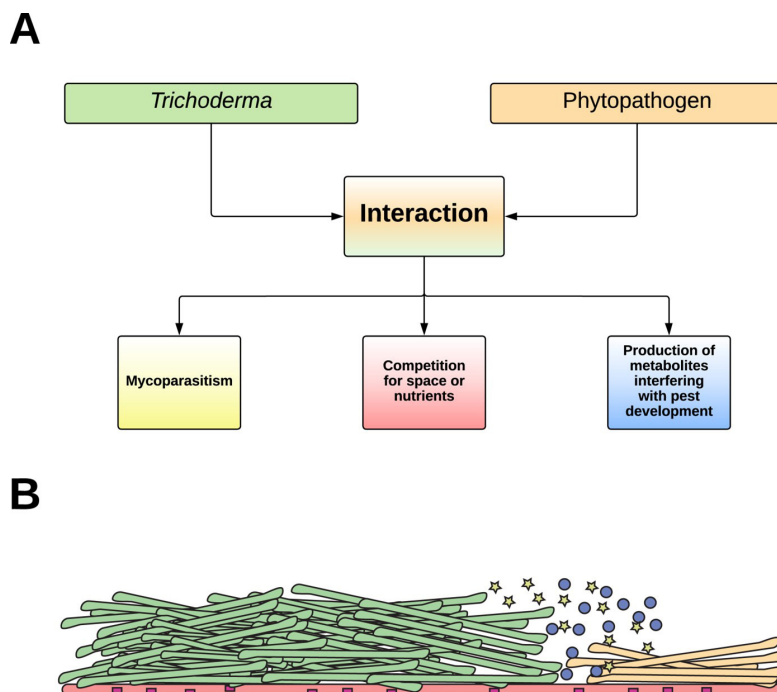 A
Trichoderma
Phytopathogen
Interaction
Mycoparasitism
Competition
for space or
nutrients
Production of
metabolites
interfering
with pest
development
B